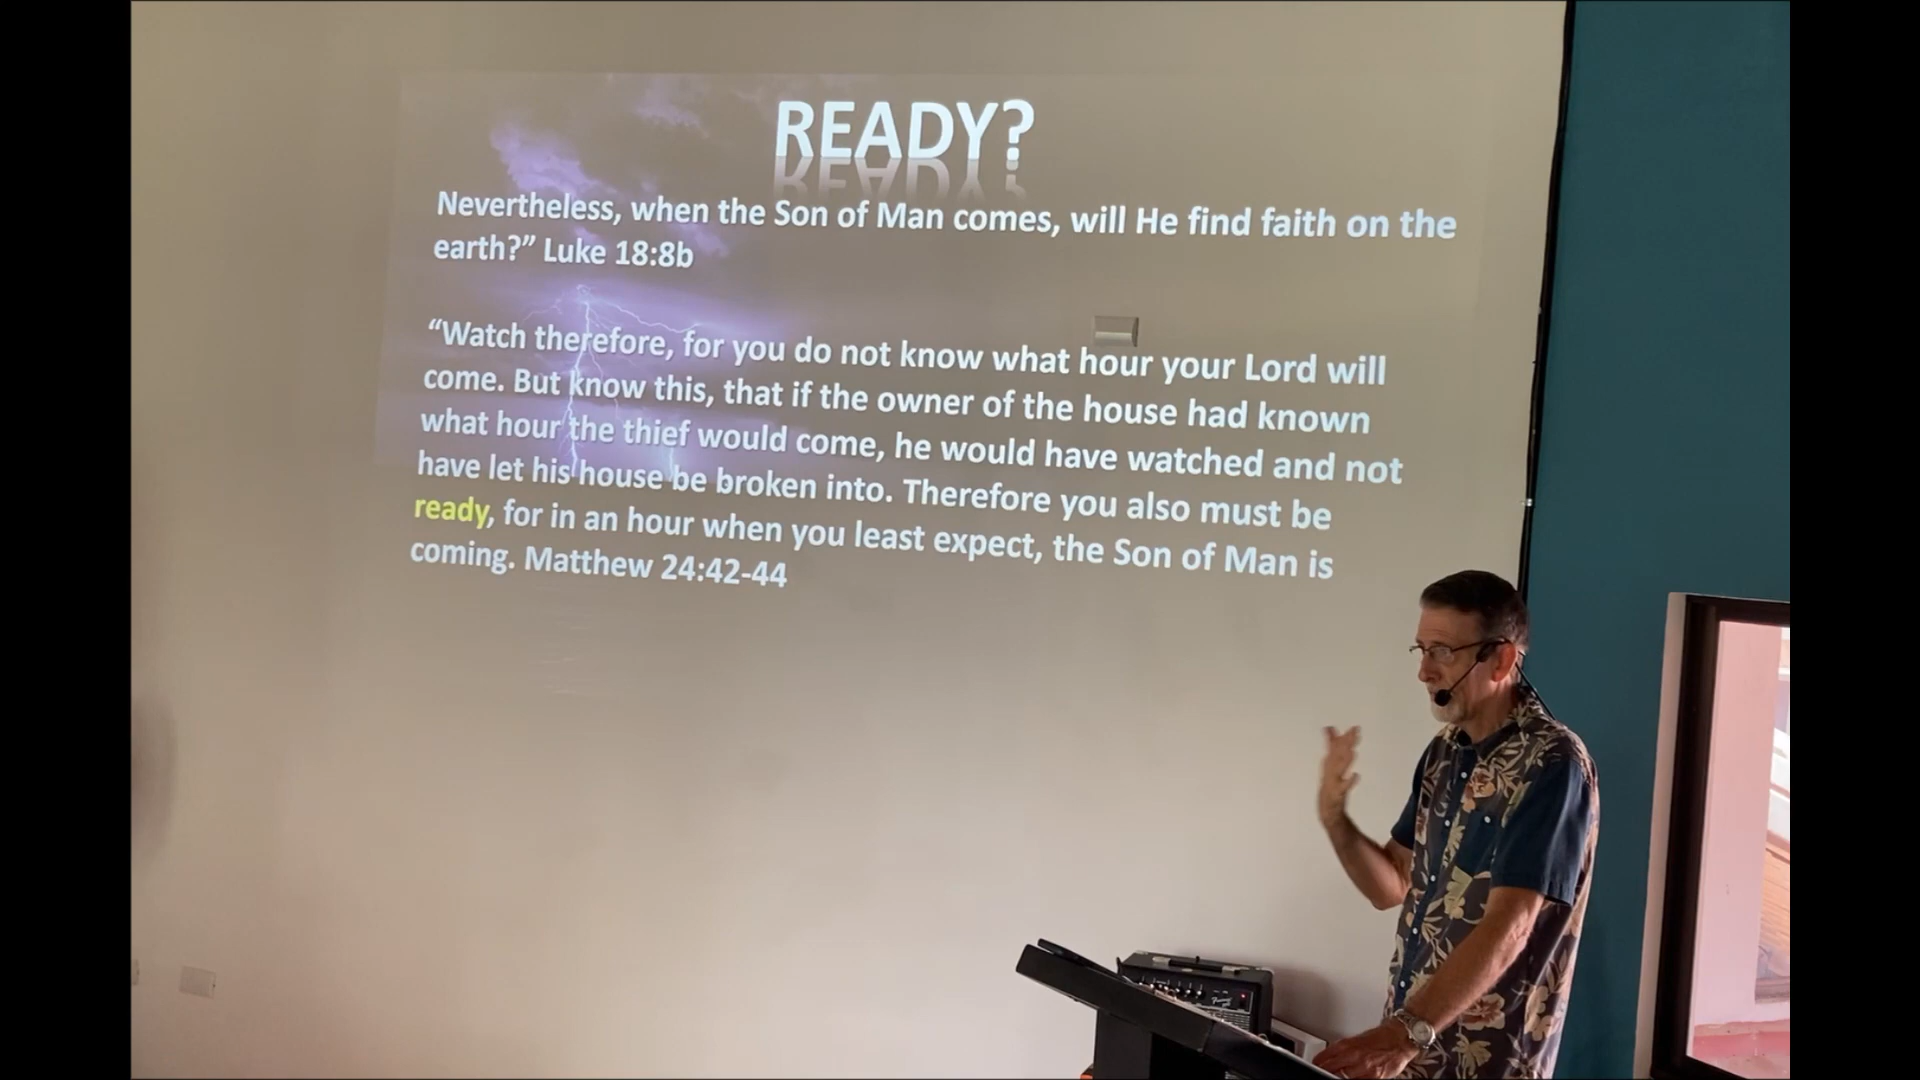 READY?
Nevertheless, when the Son of Man comes, will He find faith on the
earth?” Luke 18:8b
“Watch therefore, for you do not know what hour your Lord will
come. But know this, that if the owner of the house had known
what hour the thief would come, he would have watched and not
have let his house be broken into. Therefore you also must be
ready, for in an hour when you least expect, the Son of Man is
coming. Matthew 24:42-44